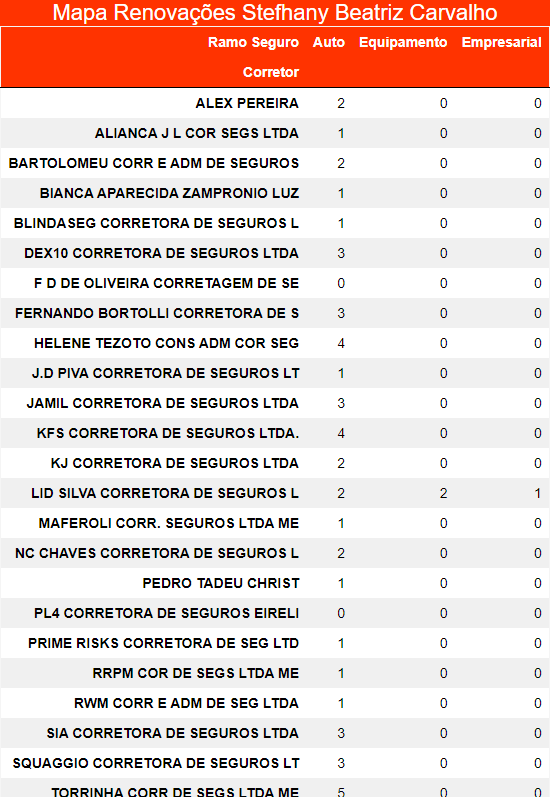 Mapa Renovações Stefhany Beatriz Carvalho
Ramo Seguro Auto Equipamento Empresarial
Corretor
ALEX PEREIRA 2 0 0
ALIANCA J L COR SEGS LTDA 1 0 0
BARTOLOMEU CORR E ADM DE SEGUROS 2 0 0
BIANCA APARECIDA ZAMPRONIO LUZ 1 0 0
BLINDASEG CORRETORA DE SEGUROS L 1 0 0
DEX10 CORRETORA DE SEGUROS LTDA 3 0 0
F D DE OLIVEIRA CORRETAGEM DE SE 0 0 0
FERNANDO BORTOLLI CORRETORA DE S 3 0 0
HELENE TEZOTO CONS ADM COR SEG 4 0 0
J.D PIVA CORRETORA DE SEGUROS LT 1 0 0
JAMIL CORRETORA DE SEGUROS LTDA 3 0 0
KFS CORRETORA DE SEGUROS LTDA. 4 0 0
KJ CORRETORA DE SEGUROS LTDA 2 0 0
LID SILVA CORRETORA DE SEGUROS L 2 2 1
MAFEROLI CORR. SEGUROS LTDA ME 1 0 0
NC CHAVES CORRETORA DE SEGUROS L 2 0 0
PEDRO TADEU CHRIST 1 0 0
PL4 CORRETORA DE SEGUROS EIRELI 0 0 0
PRIME RISKS CORRETORA DE SEG LTD 1 0 0
RRPM COR DE SEGS LTDA ME 1 0 0
RWM CORR E ADM DE SEG LTDA 1 0 0
SIA CORRETORA DE SEGUROS LTDA 3 0 0
SQUAGGIO CORRETORA DE SEGUROS LT 3 0 0
TORRINHA CORR DE SEGS LTDA ME 5 0 0